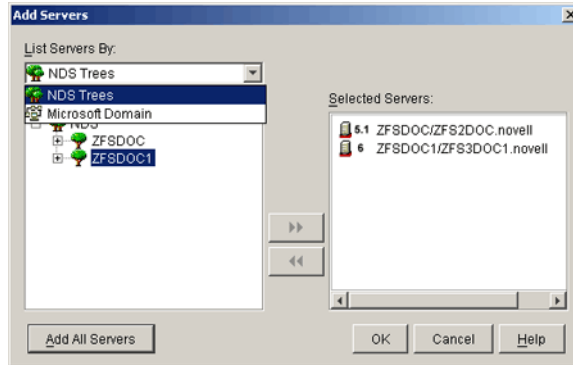 Add Servers
List Servers By:
NDS Trees
NDS Trees
Microsoft Domain
NDS
ZFSDOC
ZFSDOC1
Selected Servers:
5.1 ZFSDOC/ZFS2DOC.novell
6 ZFSDOC1/ZFS3DOC1.novell
Add All Servers
OK
Cancel
Help